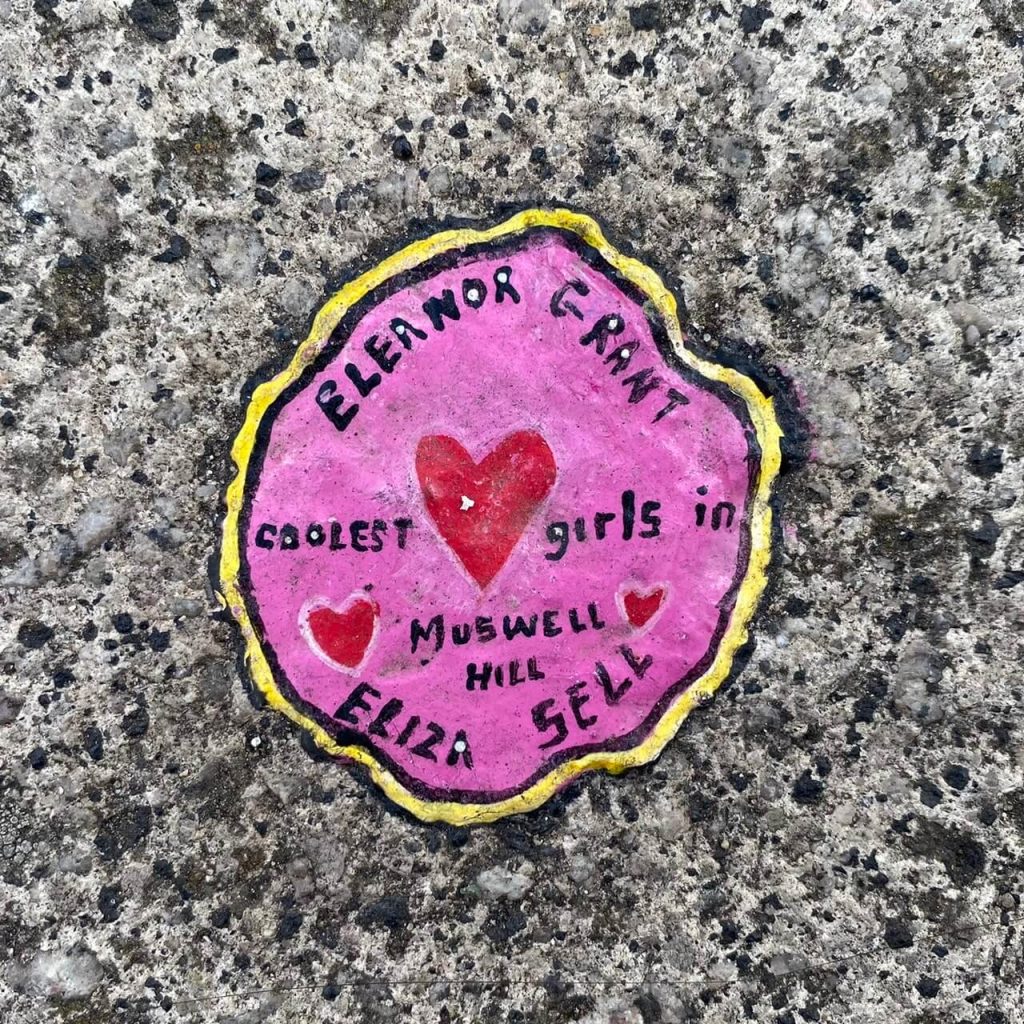 ELEANOR GRANT
COOLEST girls in
MUSWELL
HILL
ELIZA SELL